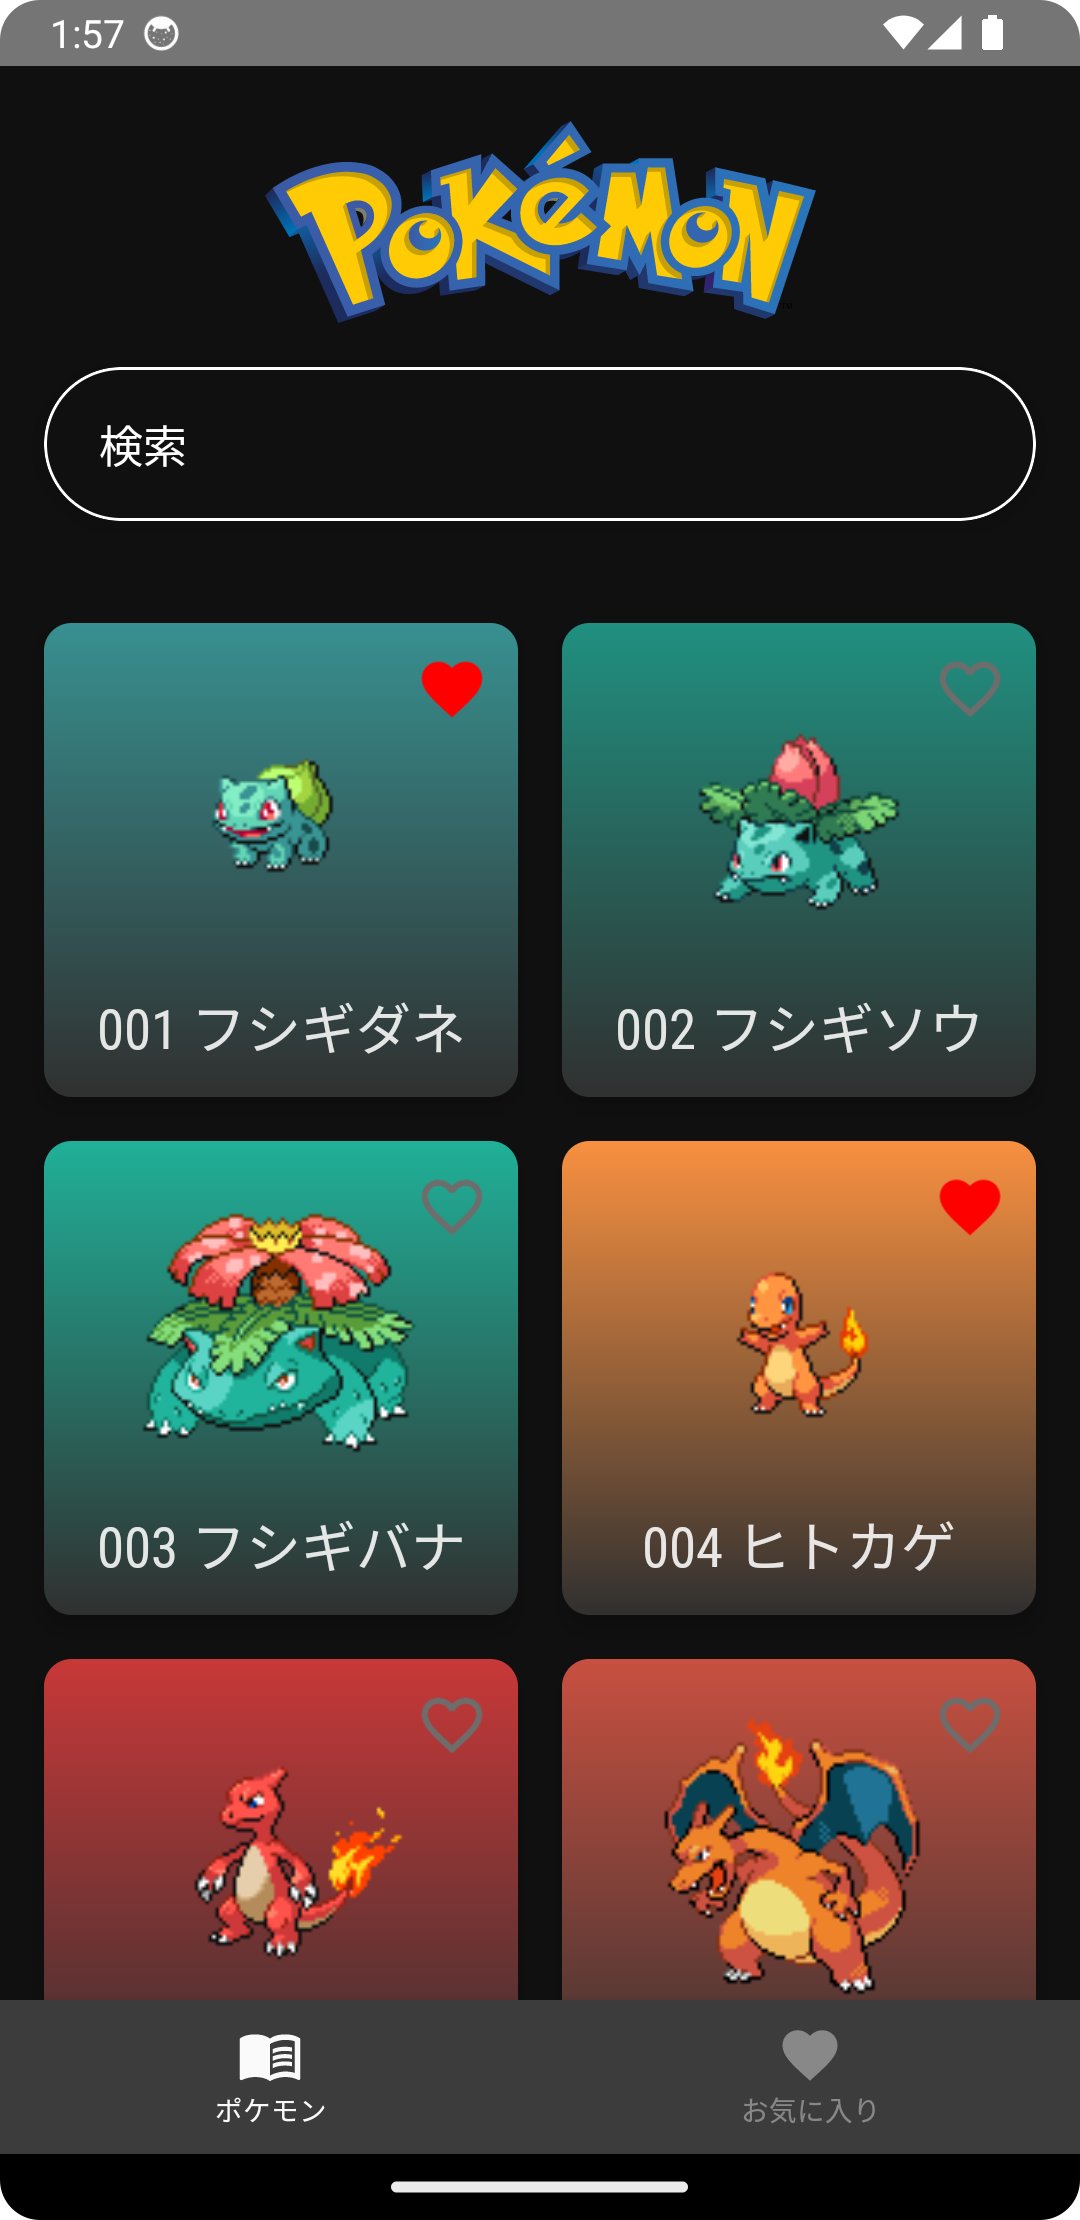 1:57
POKéMON
検索
001 フシギダネ
002 フシギソウ
003 フシギバナ
004 ヒトカゲ
ポケモン
お気に入り